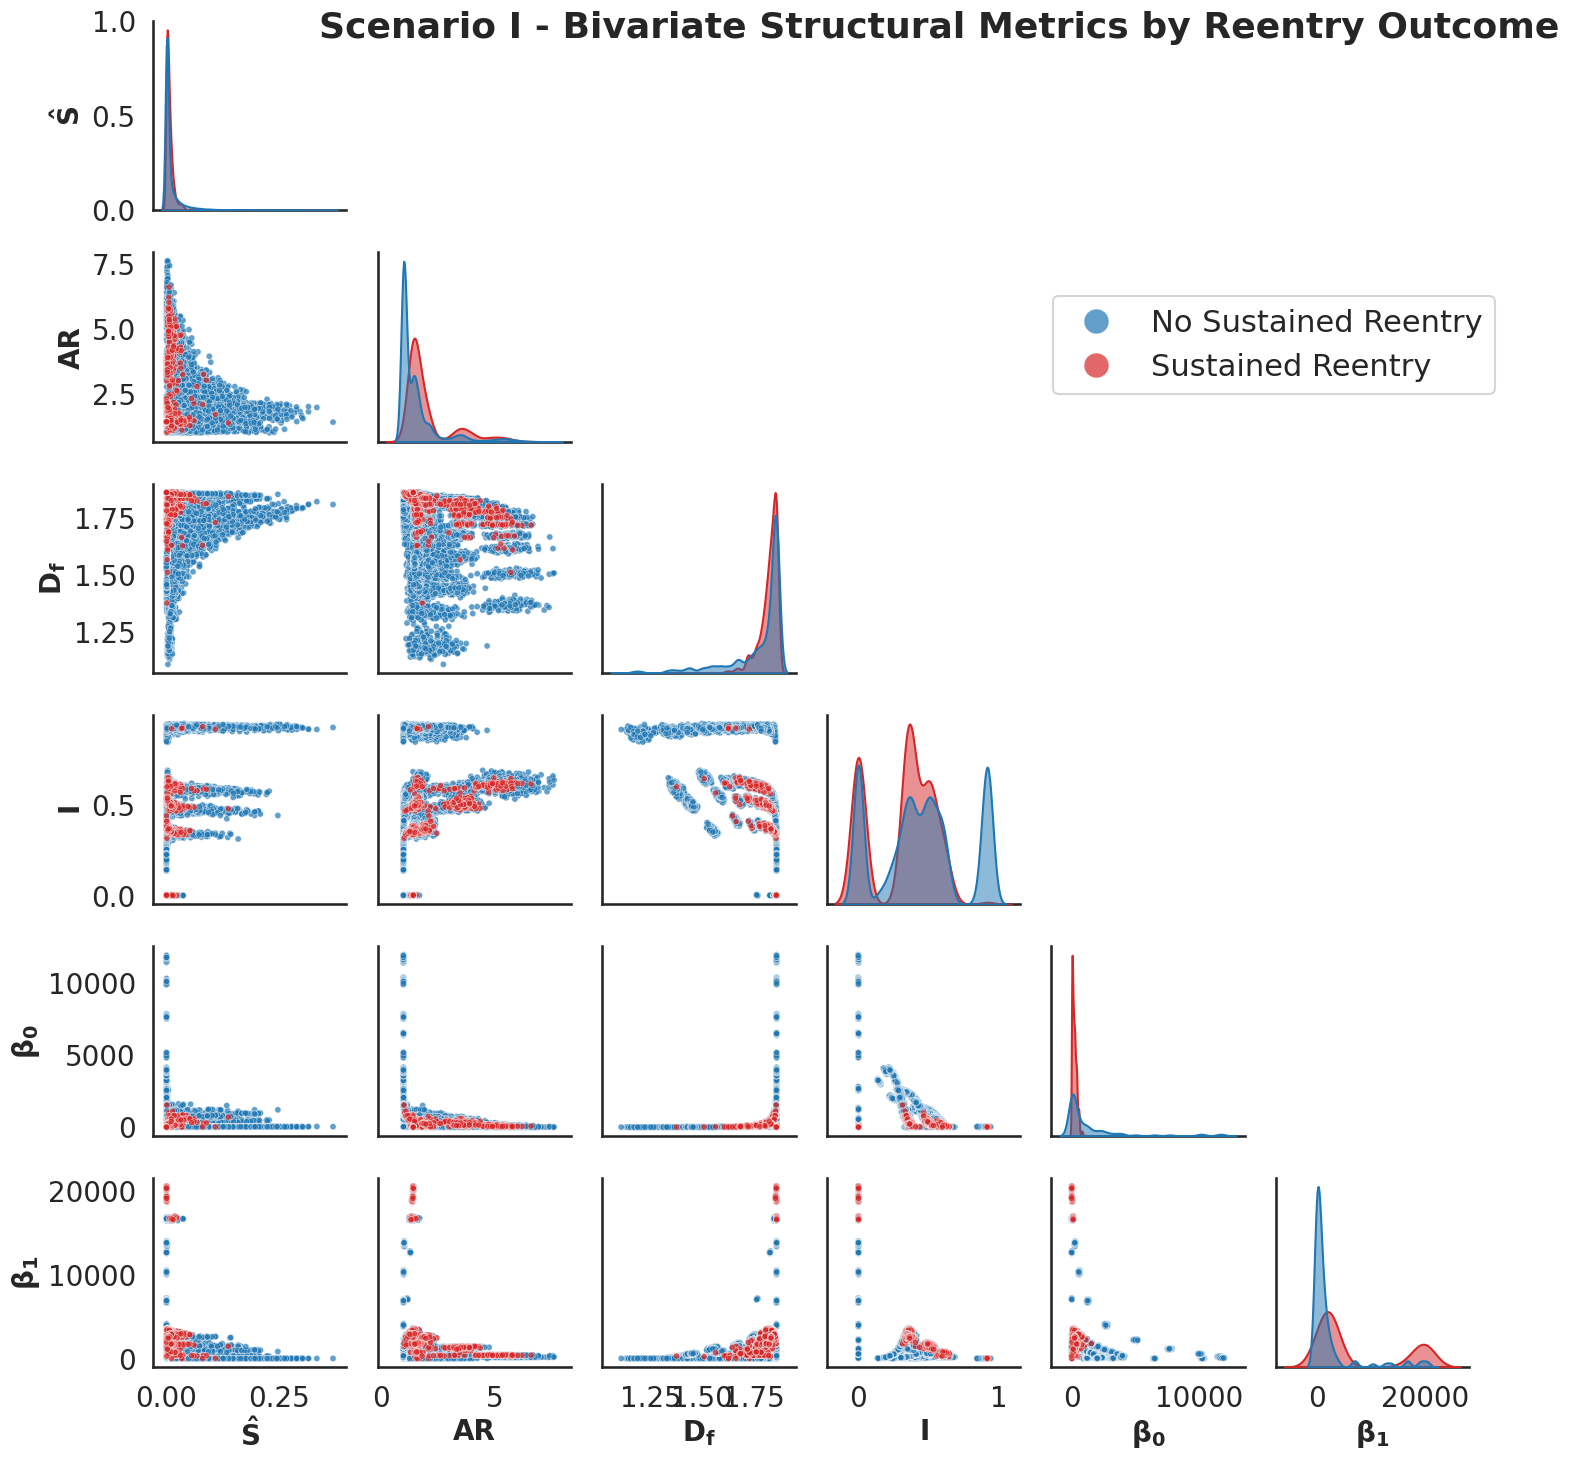 Scenario I - Bivariate Structural Metrics by Reentry Outcome
1.0
0.5
0.0
Ŝ
7.5
5.0
2.5
AR
No Sustained Reentry
Sustained Reentry
1.75
1.50
1.25
D_f
0.5
0.0
I
10000
5000
0
β₀
20000
10000
0
β₁
0.00 0.25 0 5 1.25 1.50 1.75 0 1 0 10000 0 20000
Ŝ AR D_f I β₀ β₁